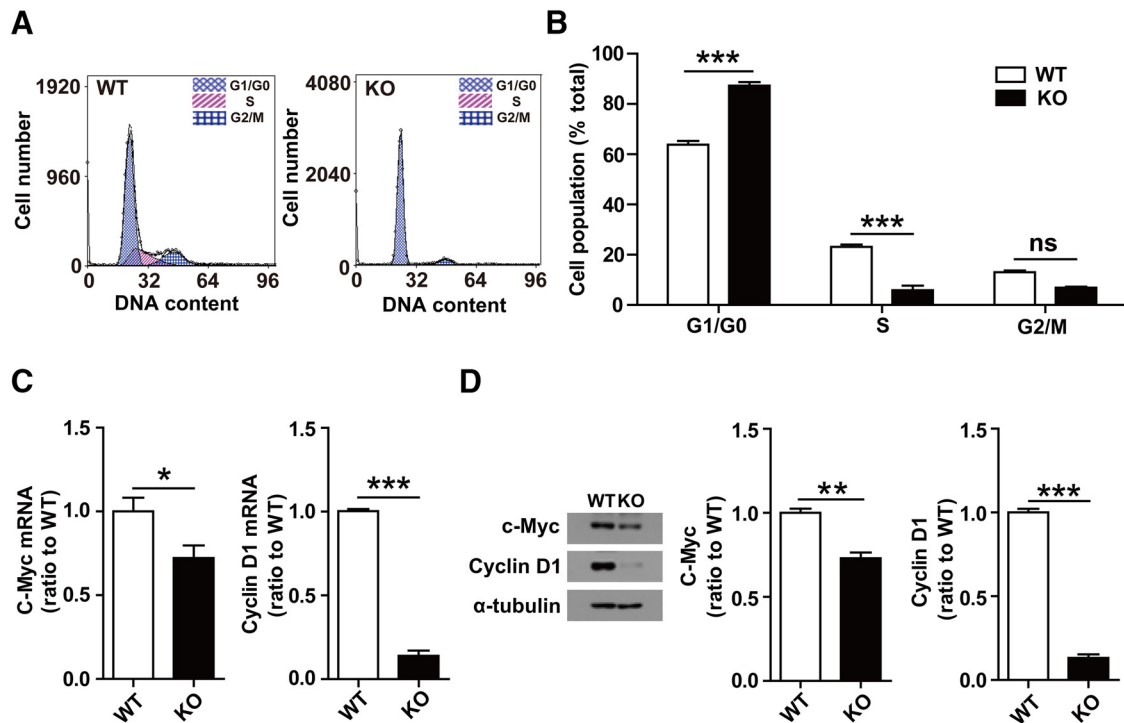 A
WT
G1/G0
S
G2/M
1920
960
0
Cell number
0 32 64 96
DNA content
KO
G1/G0
S
G2/M
4080
2040
0
Cell number
0 32 64 96
DNA content
B
Cell population (% total)
100
80
60
40
20
0
***
***
ns
WT
KO
G1/G0 S G2/M
C
C-Myc mRNA
(ratio to WT)
1.5
1.0
0.5
0.0
*
WT KO
Cyclin D1 mRNA
(ratio to WT)
1.5
1.0
0.5
0.0
***
WT KO
D
WT KO
c-Myc
Cyclin D1
α-tubulin
C-Myc
(ratio to WT)
1.5
1.0
0.5
0.0
**
WT KO
Cyclin D1
(ratio to WT)
1.5
1.0
0.5
0.0
***
WT KO